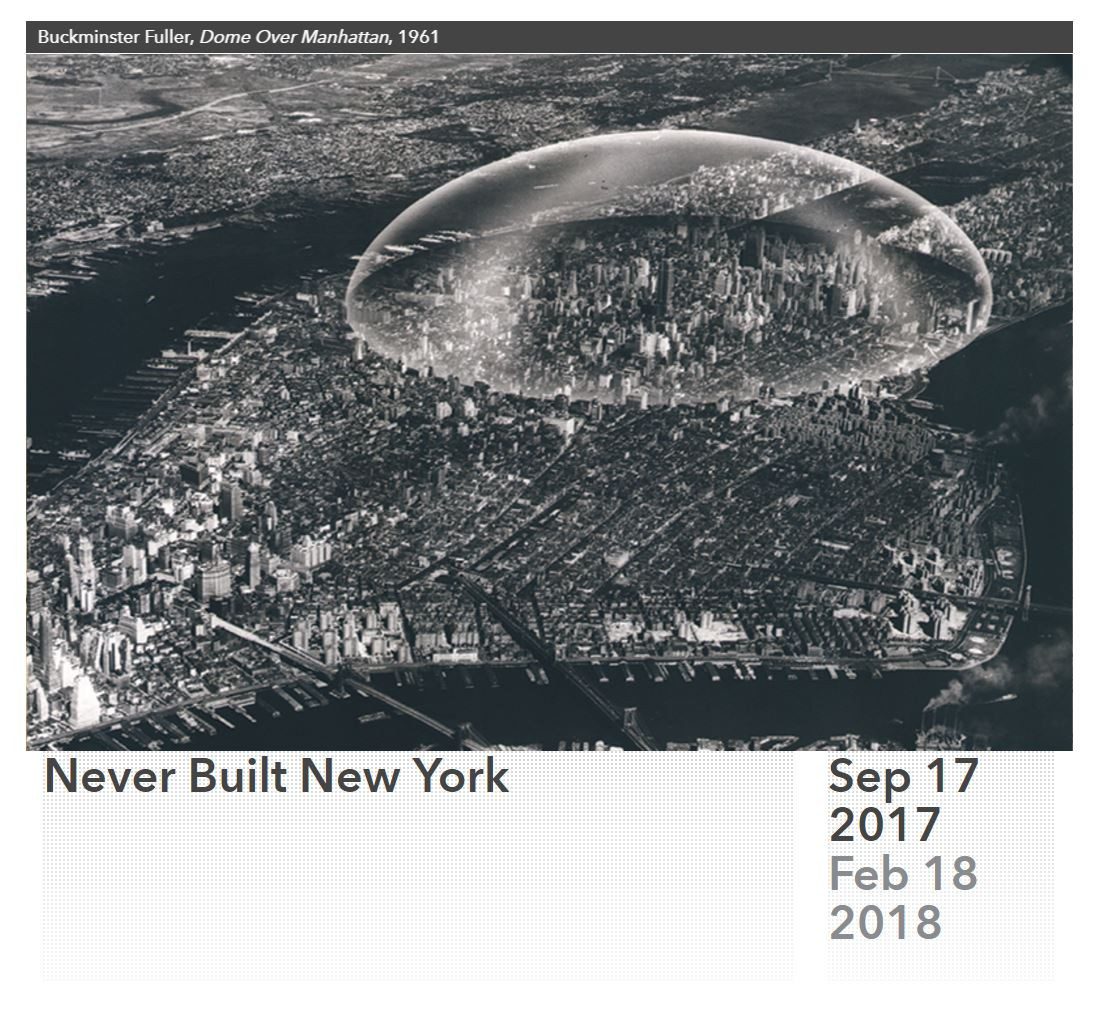 Buckminster Fuller, Dome Over Manhattan, 1961
Never Built New York
Sep 17
2017
Feb 18
2018